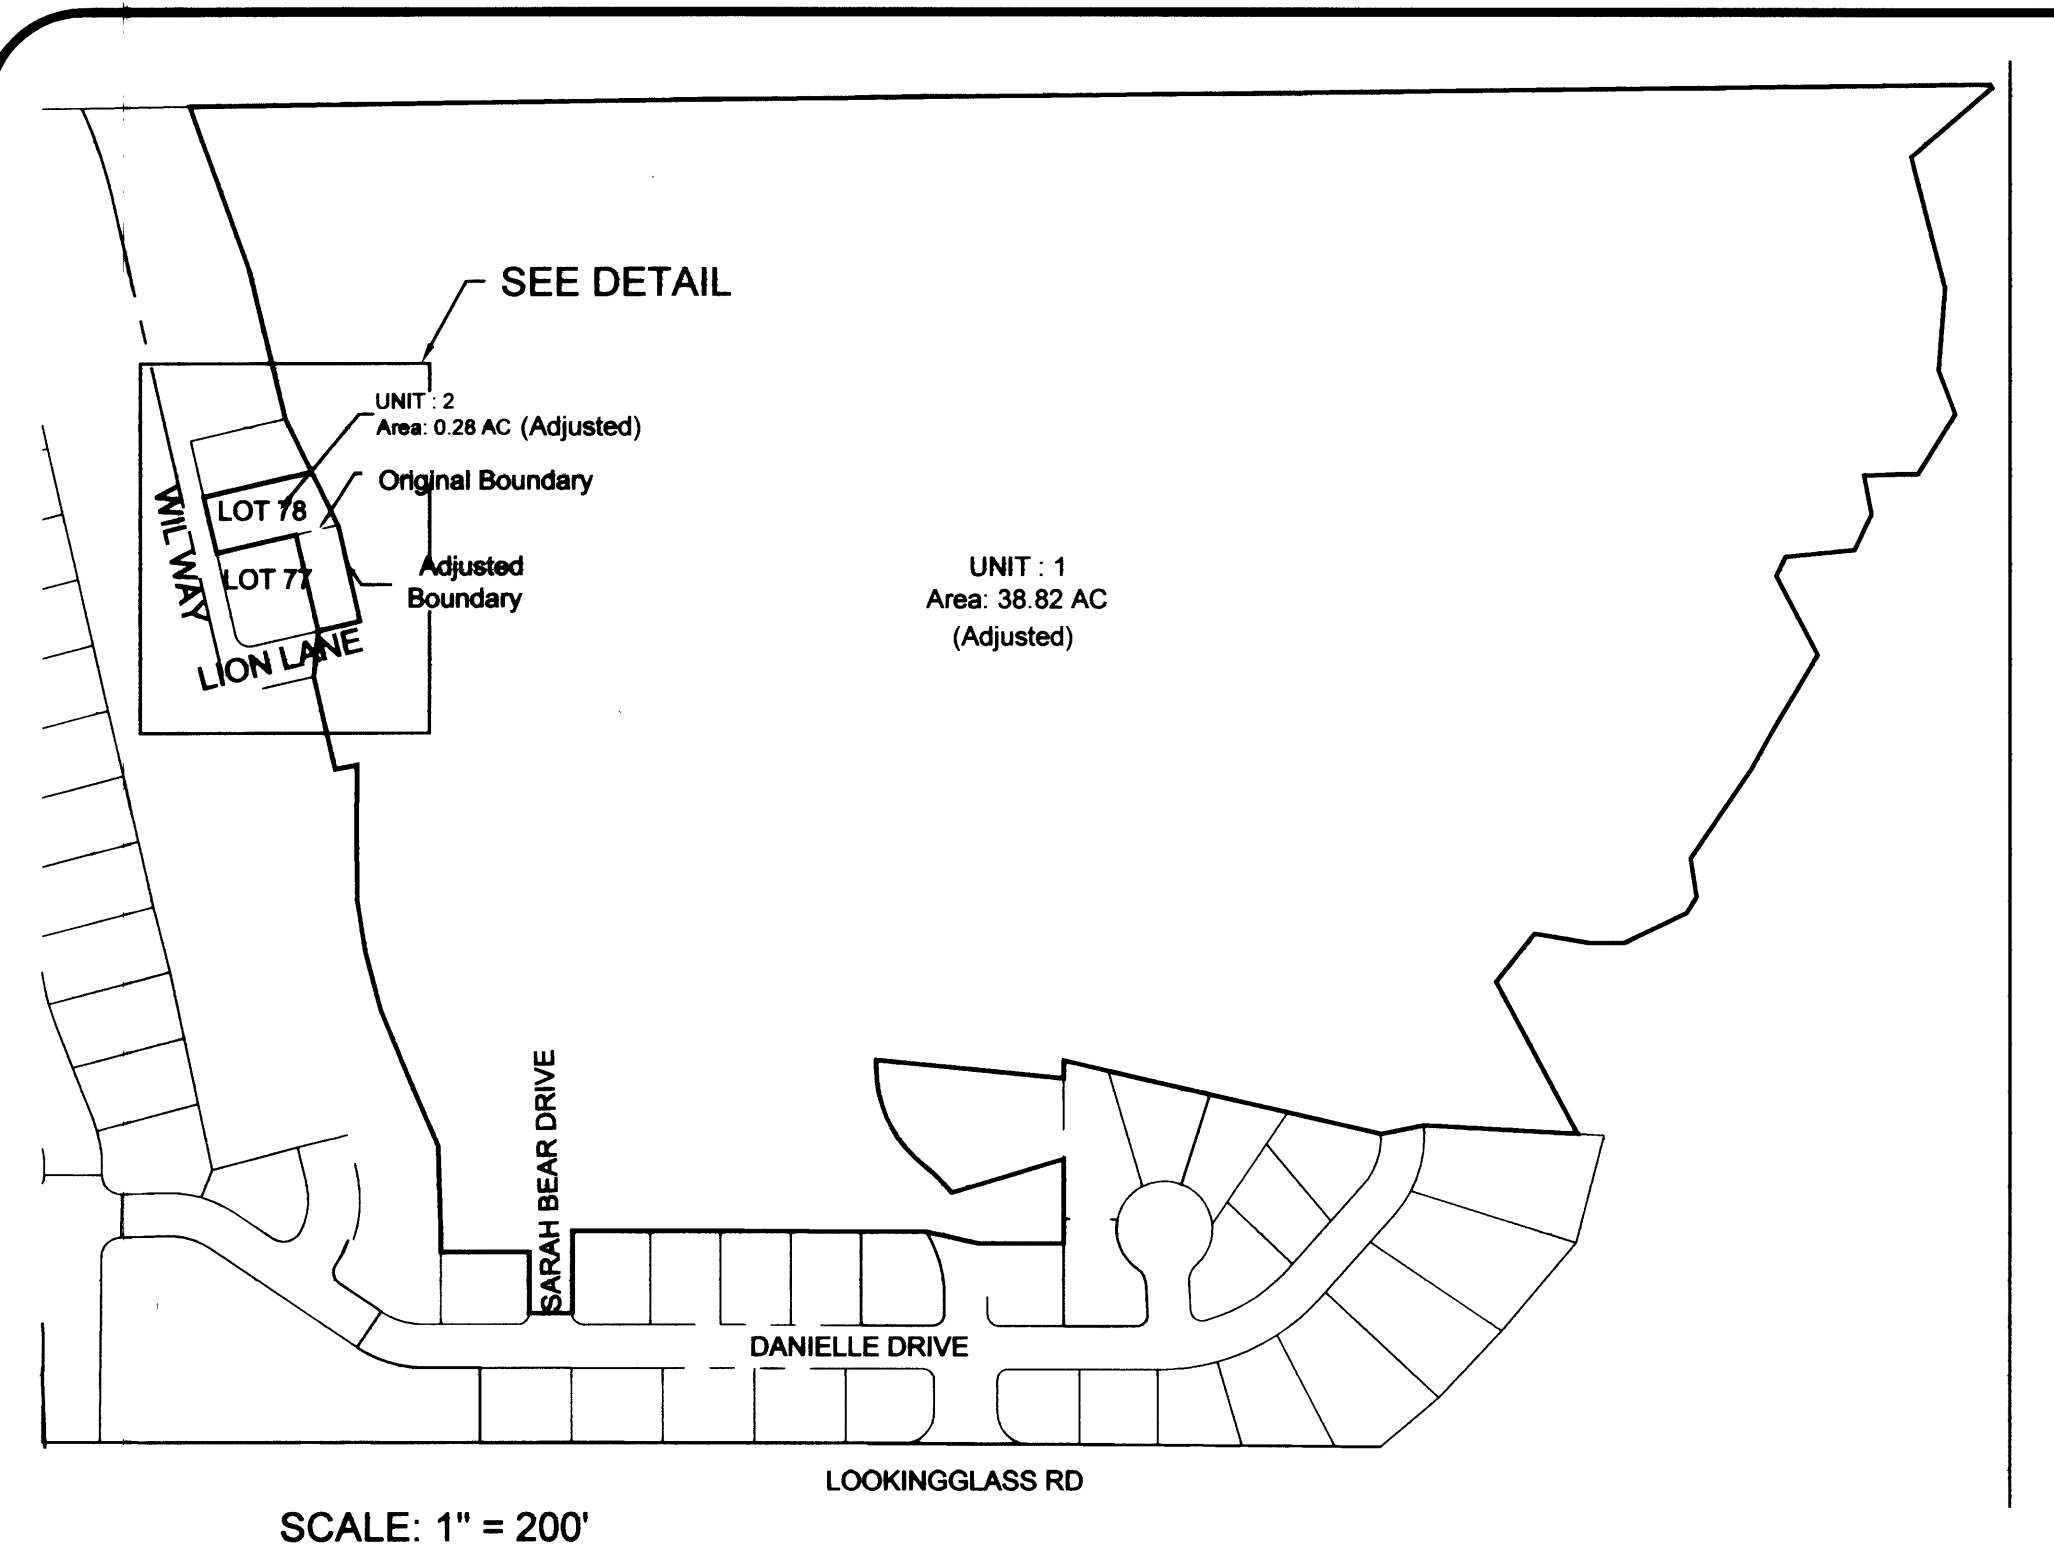 SEE DETAIL
UNIT : 2
Area: 0.28 AC (Adjusted)
Original Boundary
LOT 78
WIL WAY
LOT 77
Adjusted
Boundary
LION LANE
UNIT : 1
Area: 38.82 AC
(Adjusted)
SARAH BEAR DRIVE
DANIELLE DRIVE
LOOKINGGLASS RD
SCALE: 1" = 200'